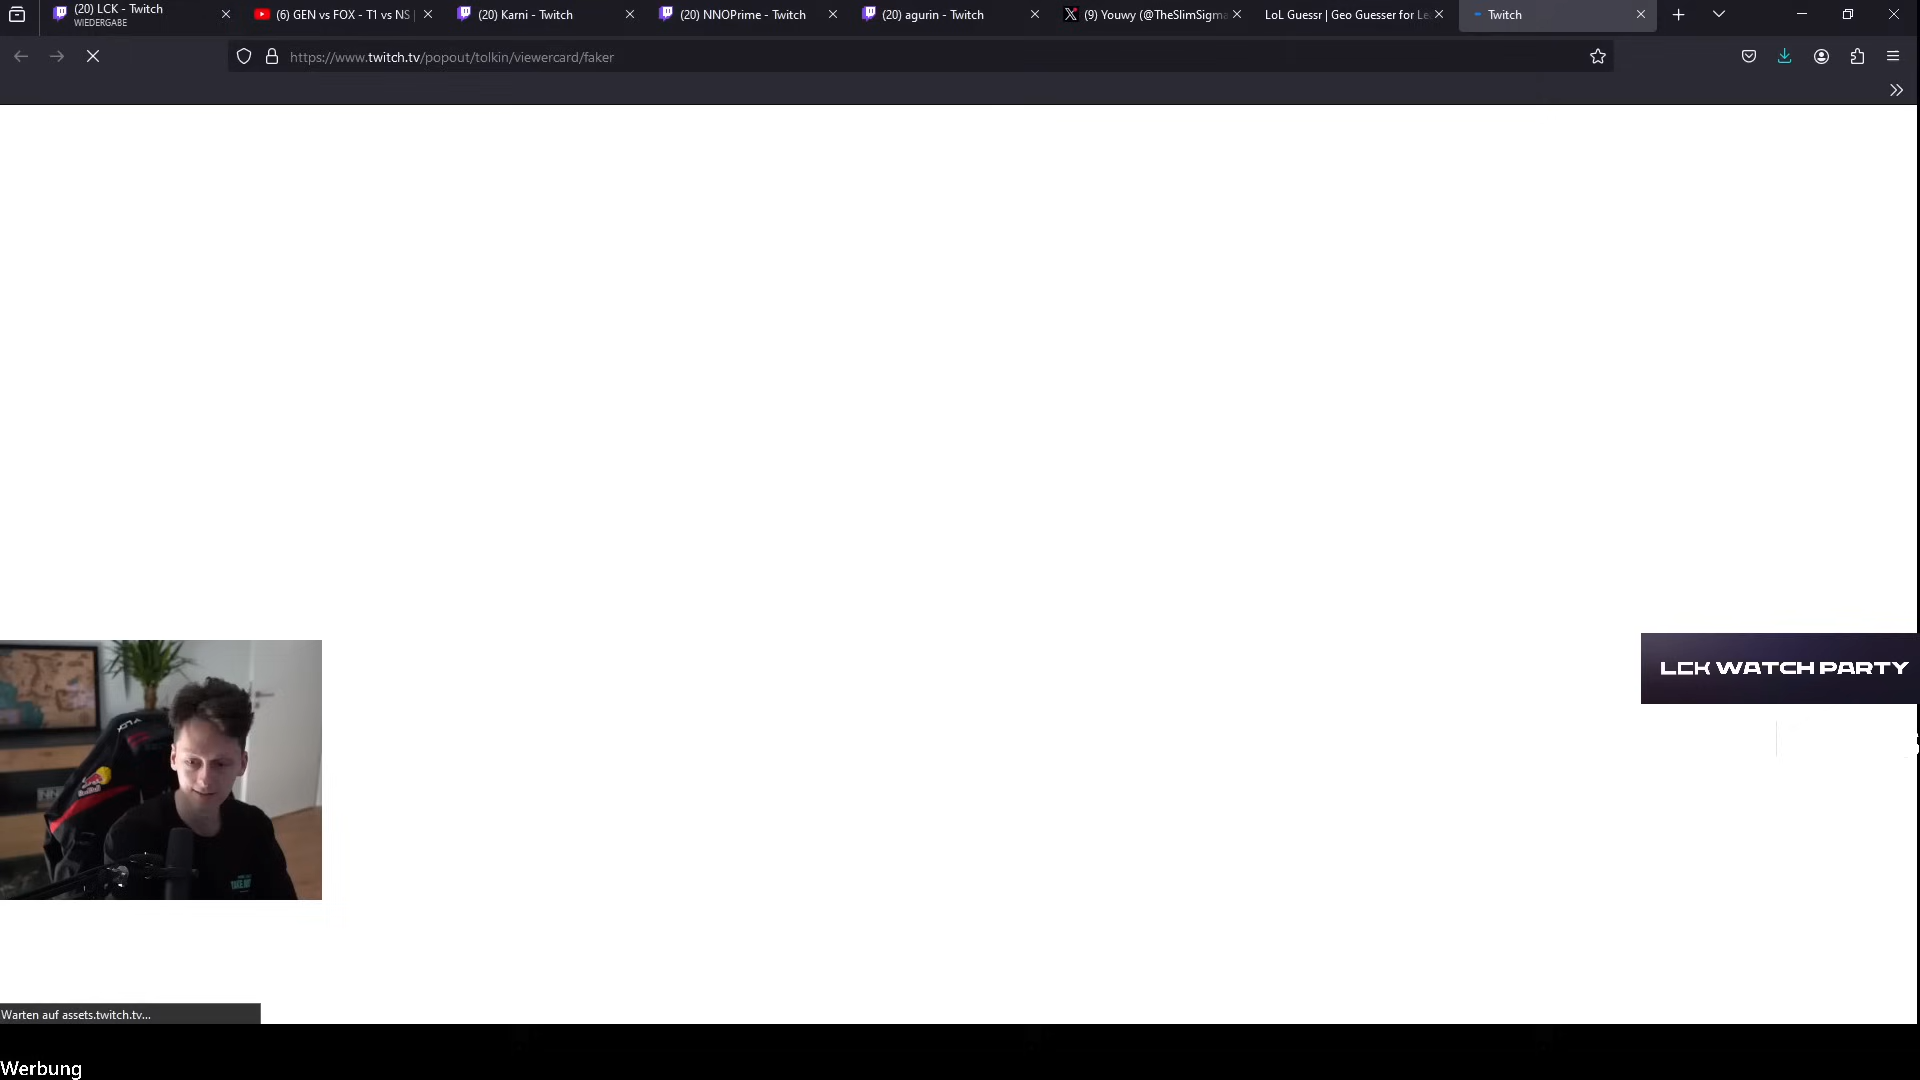 (20) LCK - Twitch
WIEDERGABE
(6) GEN vs FOX - T1 vs NS |
(20) Karni - Twitch
(20) NNOPrime - Twitch
(20) agurin - Twitch
(9) Youwy (@TheSlimSigma
LoL Guessr | Geo Guesser for Le
Twitch
https://www.twitch.tv/popout/tolkin/viewercard/faker
LCK WATCH PARTY
Red Bull
Warten auf assets.twitch.tv...
Werbung